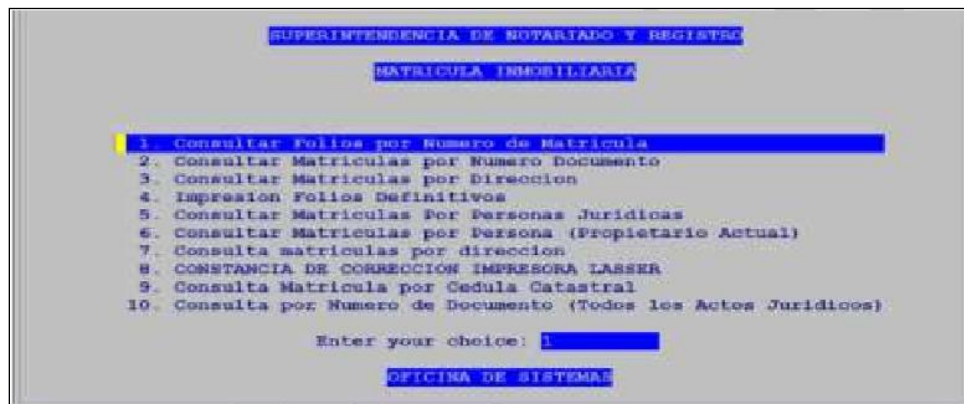 SUPERINTENDENCIA DE NOTARIADO Y REGISTRO
MATRICULA INMOBILIARIA
1. Consultar Folios por Numero de Matricula
2. Consultar Matriculas por Numero Documento
3. Consultar Matriculas por Direccion
4. Impresion Folios Definitivos
5. Consultar Matriculas Por Personas Juridicas
6. Consultar Matriculas por Persona (Propietario Actual)
7. Consulta matriculas por direccion
8. CONSTANCIA DE CORRECCION IMPRESORA LASSER
9. Consulta Matricula por Cedula Catastral
10. Consulta por Numero de Documento (Todos los Actos Juridicos)
Enter your choice: 1
OFICINA DE SISTEMAS